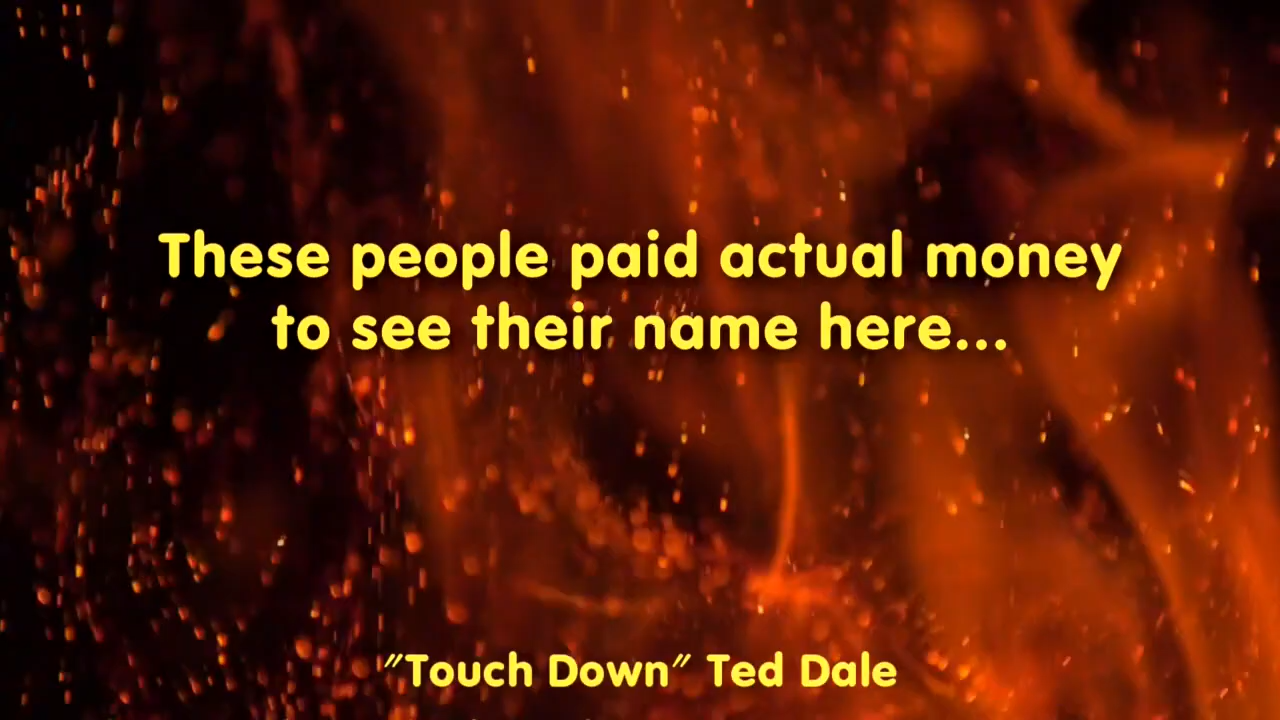 These people paid actual money
to see their name here...
"Touch Down" Ted Dale